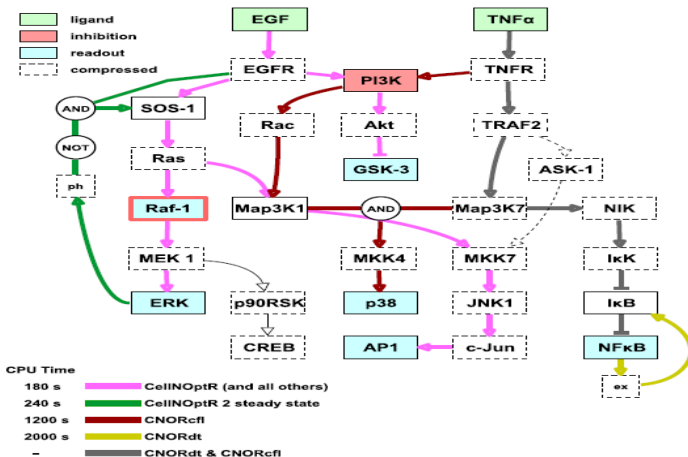 ligand
inhibition
readout
compressed
EGF
TNFα
EGFR
PI3K
TNFR
AND
SOS-1
Rac
Akt
TRAF2
NOT
Ras
GSK-3
ASK-1
ph
Raf-1
Map3K1
AND
Map3K7
NIK
MEK 1
MKK4
MKK7
IκK
ERK
p90RSK
p38
JNK1
IκB
CREB
AP1
c-Jun
NFκB
ex
CPU Time
180 s CellNOptR (and all others)
240 s CellNOptR 2 steady state
1200 s CNORcfl
2000 s CNORdt
– CNORdt & CNORcfl